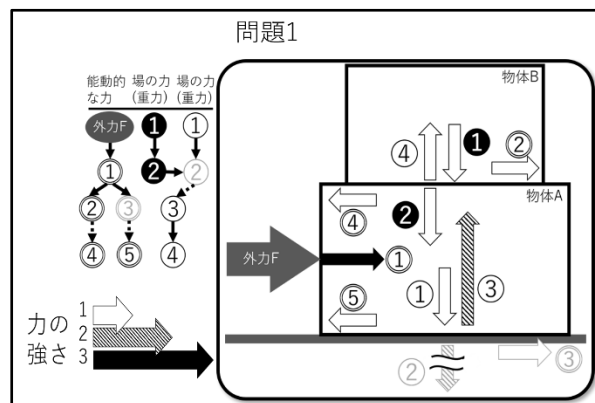 問題1
能動的 場の力 場の力
な力 (重力) (重力)
外力F ❶ ①
① ❷ ②
② ③ ③
④ ⑤ ④
力の
強さ
1
2
3
物体B
④ ❶ ②
物体A
④ ❷
外力F ① ① ③
⑤
② ③